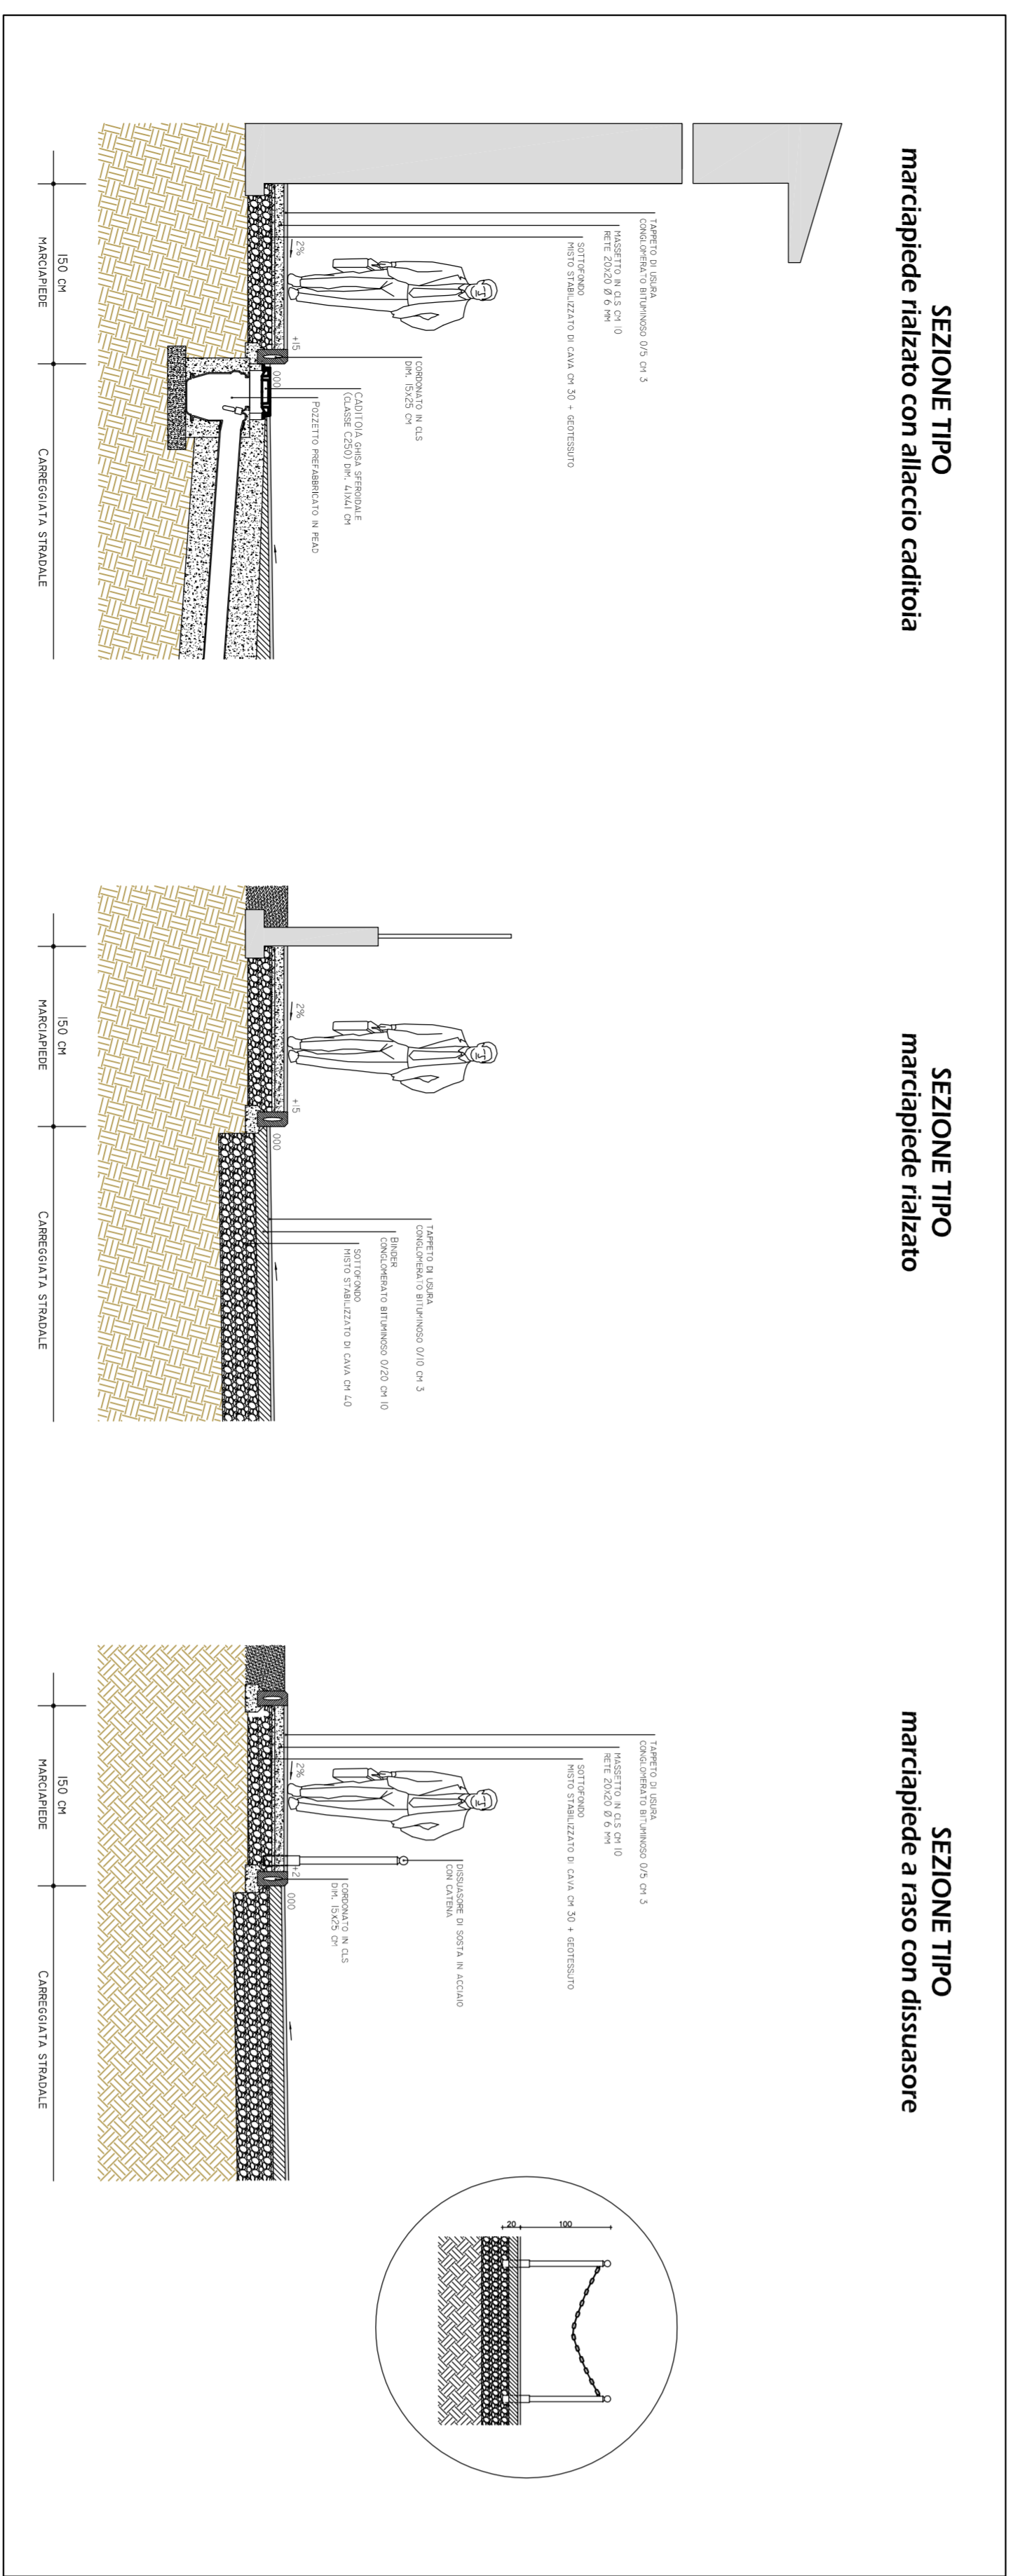 SEZIONE TIPO
marciapiede rialzato con allaccio caditoia
TAPPETO DI USURA
CONGLOMERATO BITUMINOSO 0/5 CM 3
MASSETTO IN CLS CM 10
RETE 20X20 Ø 6 MM
SOTTOFONDO
MISTO STABILIZZATO DI CAVA CM 30 + GEOTESSUTO
CORDONATO IN CLS
DIM. 15X25 CM
CADITOIA GHISA SFEROIDALE
(CLASSE C250) DIM. 41X41 CM
POZZETTO PREFABBRICATO IN PEAD
2%
+15
000
150 CM
MARCIAPIEDE
CARREGGIATA STRADALE
SEZIONE TIPO
marciapiede rialzato
TAPPETO DI USURA
CONGLOMERATO BITUMINOSO 0/10 CM 3
BINDER
CONGLOMERATO BITUMINOSO 0/20 CM 10
SOTTOFONDO
MISTO STABILIZZATO DI CAVA CM 40
2%
+15
000
150 CM
MARCIAPIEDE
CARREGGIATA STRADALE
SEZIONE TIPO
marciapiede a raso con dissuasore
TAPPETO DI USURA
CONGLOMERATO BITUMINOSO 0/5 CM 3
MASSETTO IN CLS CM 10
RETE 20X20 Ø 6 MM
SOTTOFONDO
MISTO STABILIZZATO DI CAVA CM 30 + GEOTESSUTO
DISSUASORE DI SOSTA IN ACCIAIO
CON CATENA
CORDONATO IN CLS
DIM. 15X25 CM
2%
+2
000
150 CM
MARCIAPIEDE
CARREGGIATA STRADALE
100
20